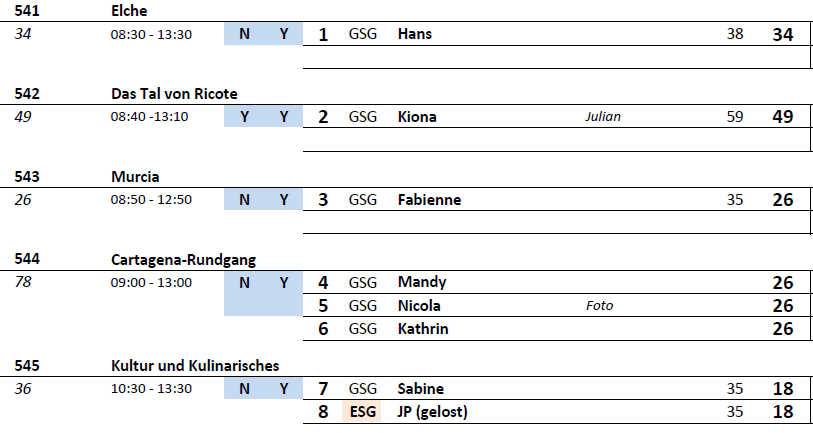 541 Elche
34 08:30 - 13:30 N Y 1 GSG Hans 38 34
542 Das Tal von Ricote
49 08:40 -13:10 Y Y 2 GSG Kiona Julian 59 49
543 Murcia
26 08:50 - 12:50 N Y 3 GSG Fabienne 35 26
544 Cartagena-Rundgang
78 09:00 - 13:00 N Y 4 GSG Mandy 26
5 GSG Nicola Foto 26
6 GSG Kathrin 26
545 Kultur und Kulinarisches
36 10:30 - 13:30 N Y 7 GSG Sabine 35 18
8 ESG JP (gelost) 35 18